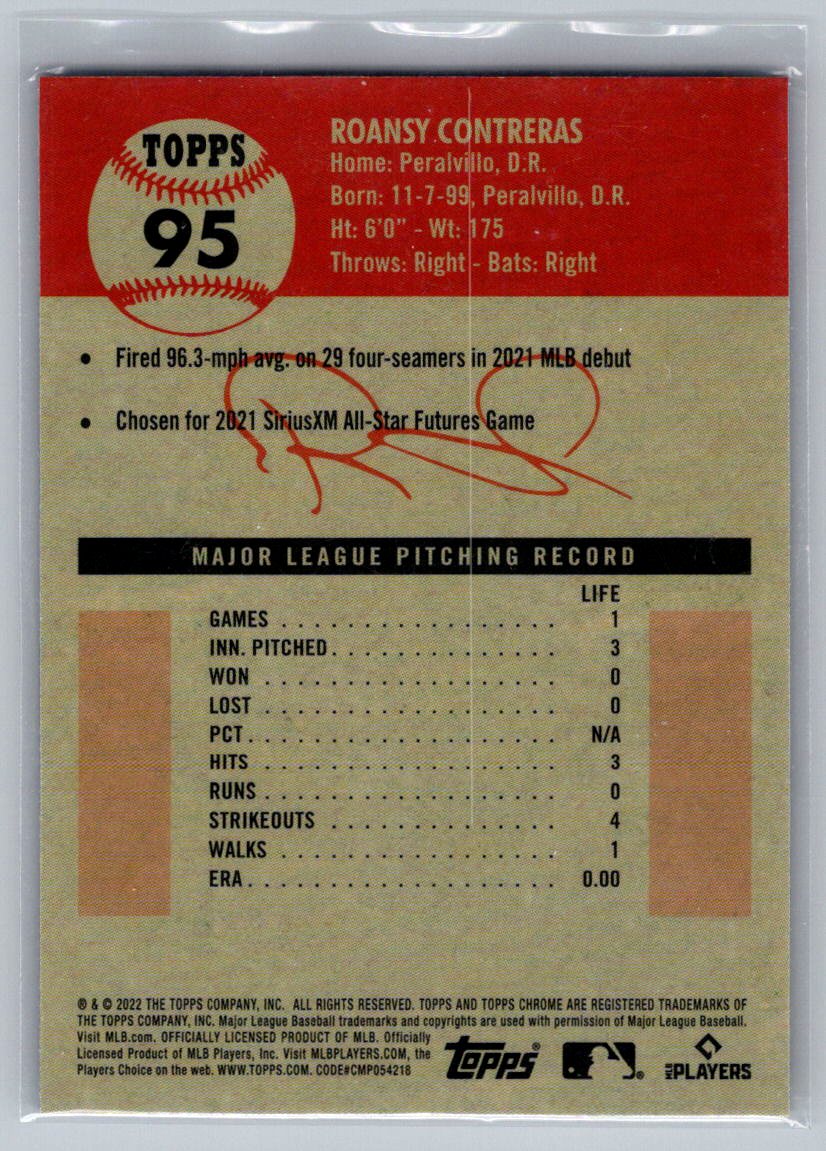 TOPPS
95
ROANSY CONTRERAS
Home: Peralvillo, D.R.
Born: 11-7-99, Peralvillo, D.R.
Ht: 6'0" - Wt: 175
Throws: Right - Bats: Right
● Fired 96.3-mph avg. on 29 four-seamers in 2021 MLB debut
● Chosen for 2021 SiriusXM All-Star Futures Game
MAJOR LEAGUE PITCHING RECORD
LIFE
GAMES . . . . . . . . . . . . . . . . . 1
INN. PITCHED. . . . . . . . . . . . . . 3
WON . . . . . . . . . . . . . . . . . . 0
LOST . . . . . . . . . . . . . . . . . . 0
PCT. . . . . . . . . . . . . . . . . . . N/A
HITS . . . . . . . . . . . . . . . . . . 3
RUNS. . . . . . . . . . . . . . . . . . 0
STRIKEOUTS . . . . . . . . . . . . . . 4
WALKS . . . . . . . . . . . . . . . . . 1
ERA. . . . . . . . . . . . . . . . . . . 0.00
® & © 2022 THE TOPPS COMPANY, INC. ALL RIGHTS RESERVED. TOPPS AND TOPPS CHROME ARE REGISTERED TRADEMARKS OF
THE TOPPS COMPANY, INC. Major League Baseball trademarks and copyrights are used with permission of Major League Baseball.
Visit MLB.com. OFFICIALLY LICENSED PRODUCT OF MLB. Officially
Licensed Product of MLB Players, Inc. Visit MLBPLAYERS.COM, the
Players Choice on the web. WWW.TOPPS.COM. CODE#CMP054218
TOPPS®
®
MLB PLAYERS